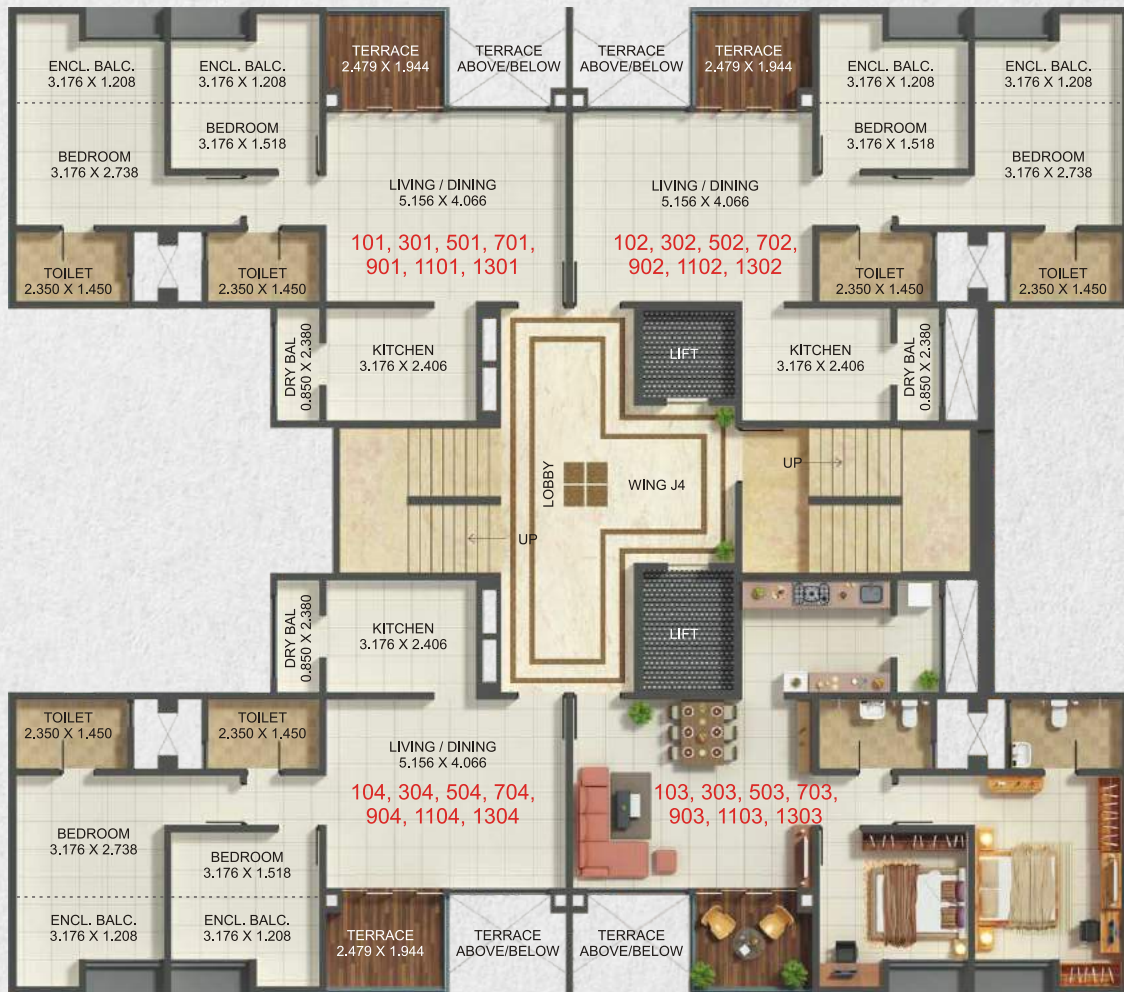 ENCL. BALC.
3.176 X 1.208
ENCL. BALC.
3.176 X 1.208
TERRACE
2.479 X 1.944
TERRACE
ABOVE/BELOW
TERRACE
ABOVE/BELOW
TERRACE
2.479 X 1.944
ENCL. BALC.
3.176 X 1.208
ENCL. BALC.
3.176 X 1.208
BEDROOM
3.176 X 2.738
BEDROOM
3.176 X 1.518
BEDROOM
3.176 X 1.518
BEDROOM
3.176 X 2.738
LIVING / DINING
5.156 X 4.066
LIVING / DINING
5.156 X 4.066
101, 301, 501, 701,
901, 1101, 1301
102, 302, 502, 702,
902, 1102, 1302
TOILET
2.350 X 1.450
TOILET
2.350 X 1.450
TOILET
2.350 X 1.450
TOILET
2.350 X 1.450
DRY BAL
0.850 X 2.380
KITCHEN
3.176 X 2.406
LIFT
KITCHEN
3.176 X 2.406
DRY BAL
0.850 X 2.380
LOBBY
WING J4
UP
UP
DRY BAL
0.850 X 2.380
KITCHEN
3.176 X 2.406
LIFT
TOILET
2.350 X 1.450
TOILET
2.350 X 1.450
LIVING / DINING
5.156 X 4.066
104, 304, 504, 704,
904, 1104, 1304
103, 303, 503, 703,
903, 1103, 1303
BEDROOM
3.176 X 2.738
BEDROOM
3.176 X 1.518
ENCL. BALC.
3.176 X 1.208
ENCL. BALC.
3.176 X 1.208
TERRACE
2.479 X 1.944
TERRACE
ABOVE/BELOW
TERRACE
ABOVE/BELOW